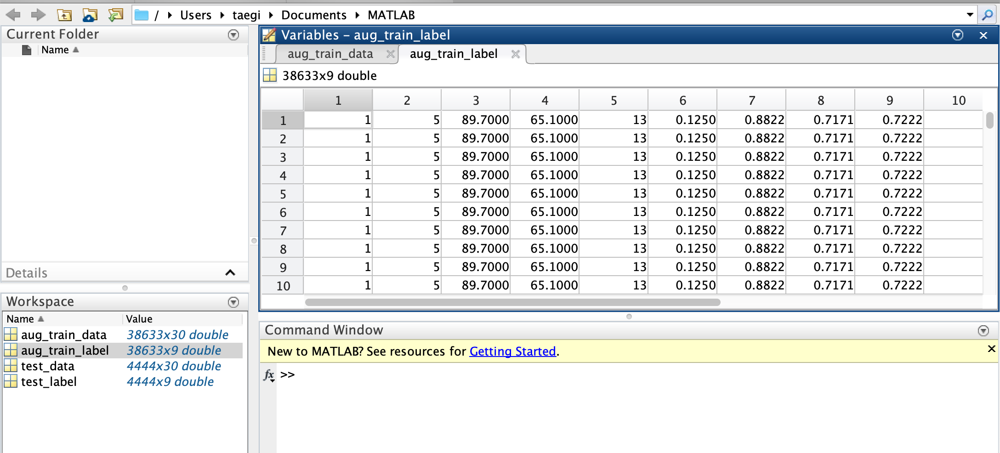 / Users taegi Documents MATLAB
Current Folder
Name
Details
Workspace
Name Value
aug_train_data 38633x30 double
aug_train_label 38633x9 double
test_data 4444x30 double
test_label 4444x9 double
Variables – aug_train_label
aug_train_data aug_train_label
38633x9 double
1 2 3 4 5 6 7 8 9 10
1 1 5 89.7000 65.1000 13 0.1250 0.8822 0.7171 0.7222
2 1 5 89.7000 65.1000 13 0.1250 0.8822 0.7171 0.7222
3 1 5 89.7000 65.1000 13 0.1250 0.8822 0.7171 0.7222
4 1 5 89.7000 65.1000 13 0.1250 0.8822 0.7171 0.7222
5 1 5 89.7000 65.1000 13 0.1250 0.8822 0.7171 0.7222
6 1 5 89.7000 65.1000 13 0.1250 0.8822 0.7171 0.7222
7 1 5 89.7000 65.1000 13 0.1250 0.8822 0.7171 0.7222
8 1 5 89.7000 65.1000 13 0.1250 0.8822 0.7171 0.7222
9 1 5 89.7000 65.1000 13 0.1250 0.8822 0.7171 0.7222
10 1 5 89.7000 65.1000 13 0.1250 0.8822 0.7171 0.7222
Command Window
New to MATLAB? See resources for Getting Started.
fx >>